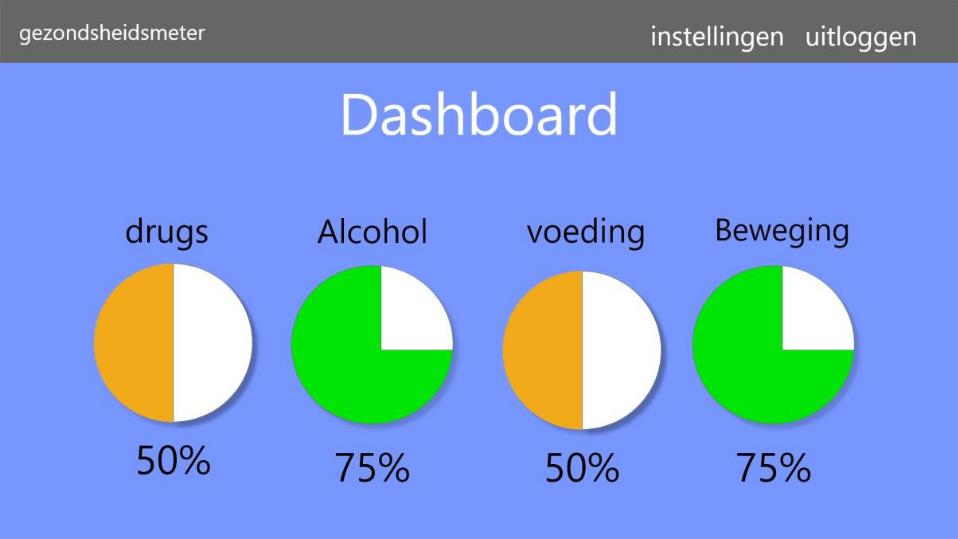 gezondsheidsmeter
instellingen uitloggen
Dashboard
drugs Alcohol voeding Beweging
50% 75% 50% 75%